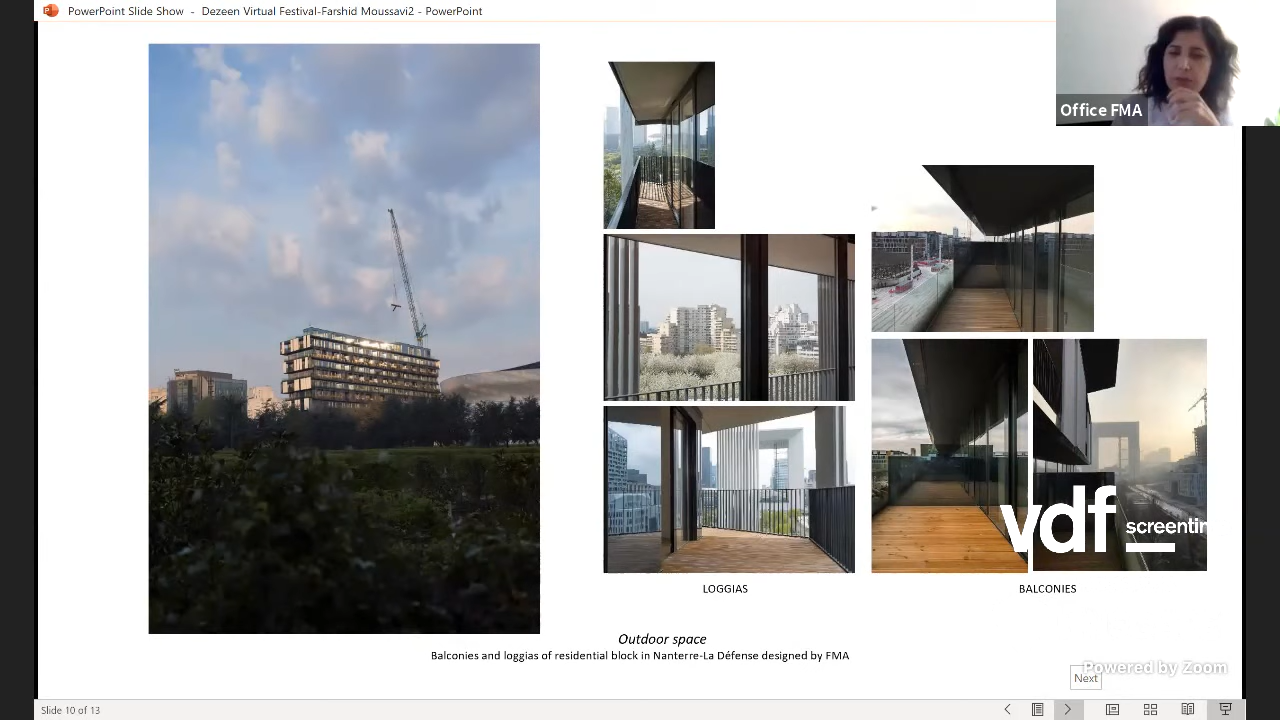 PowerPoint Slide Show - Dezeen Virtual Festival-Farshid Moussavi2 - PowerPoint
Office FMA
vdf
screentin
LOGGIAS
BALCONIES
Outdoor space
Balconies and loggias of residential block in Nanterre-La Défense designed by FMA
Powered by Zoom
Next
Slide 10 of 13